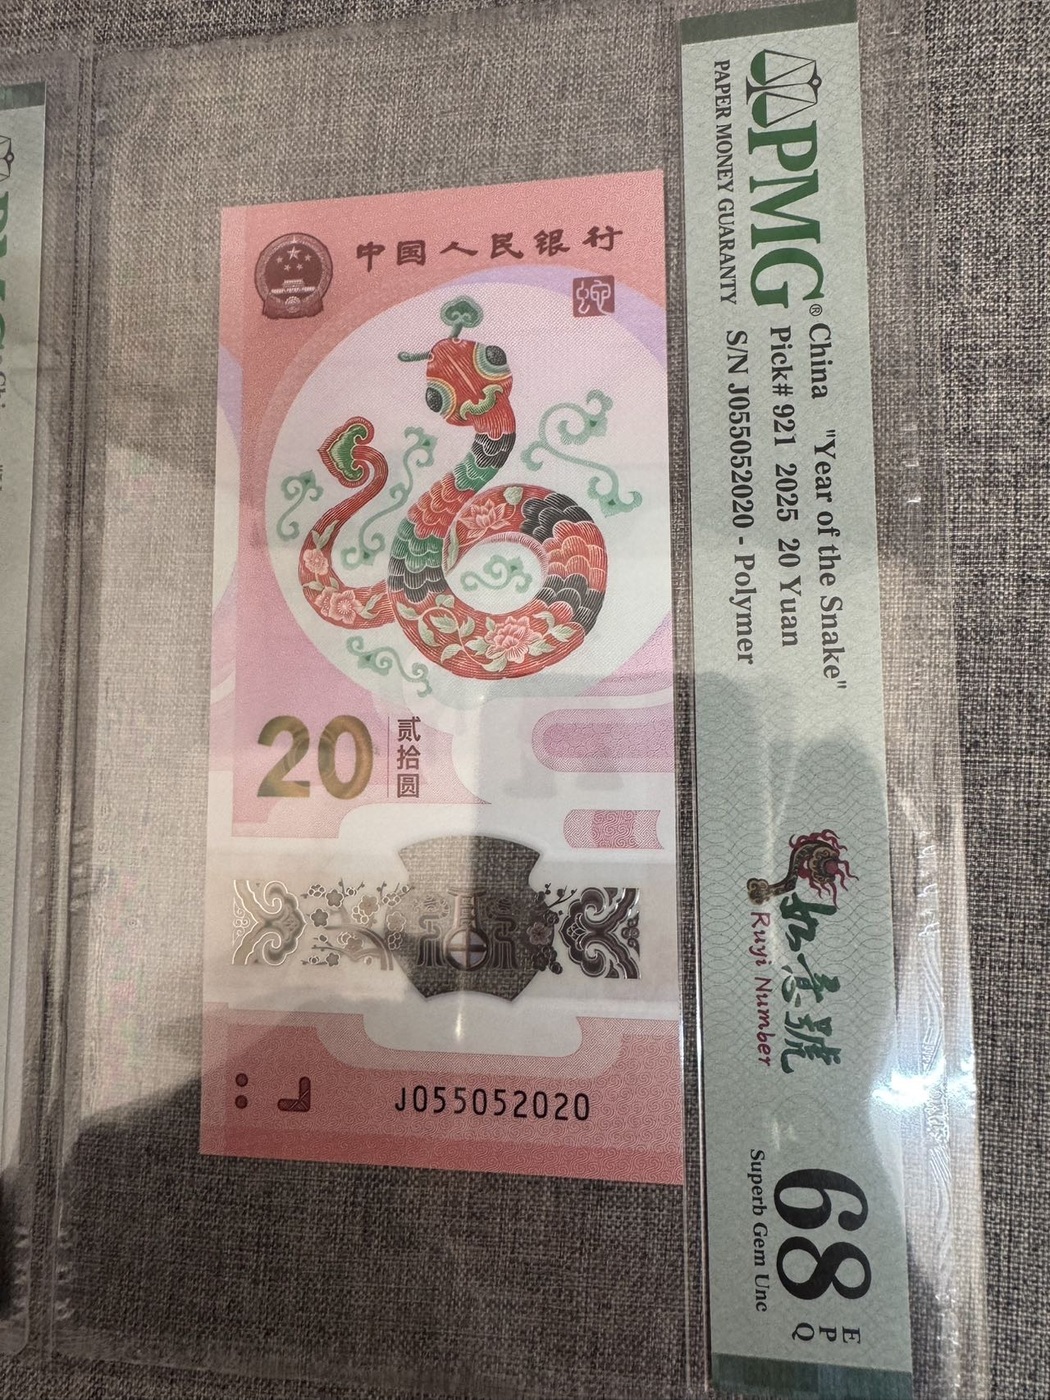 中国人民银行
蛇
20
贰拾圆
J055052020
PMG®
PAPER MONEY GUARANTY
China "Year of the Snake"
Pick# 921 2025 20 Yuan
S/N J055052020 - Polymer
如意號
Ruyi Number
68
EPQ
Superb Gem Unc